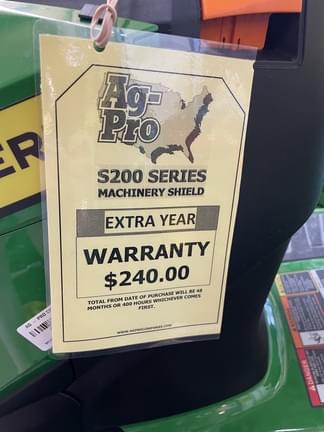 Ag-
Pro
S200 SERIES
MACHINERY SHIELD
EXTRA YEAR
WARRANTY
$240.00
TOTAL FROM DATE OF PURCHASE WILL BE 48
MONTHS OR 400 HOURS WHICHEVER COMES
FIRST.
WWW.AGPROCOMPANIES.COM
DANGER